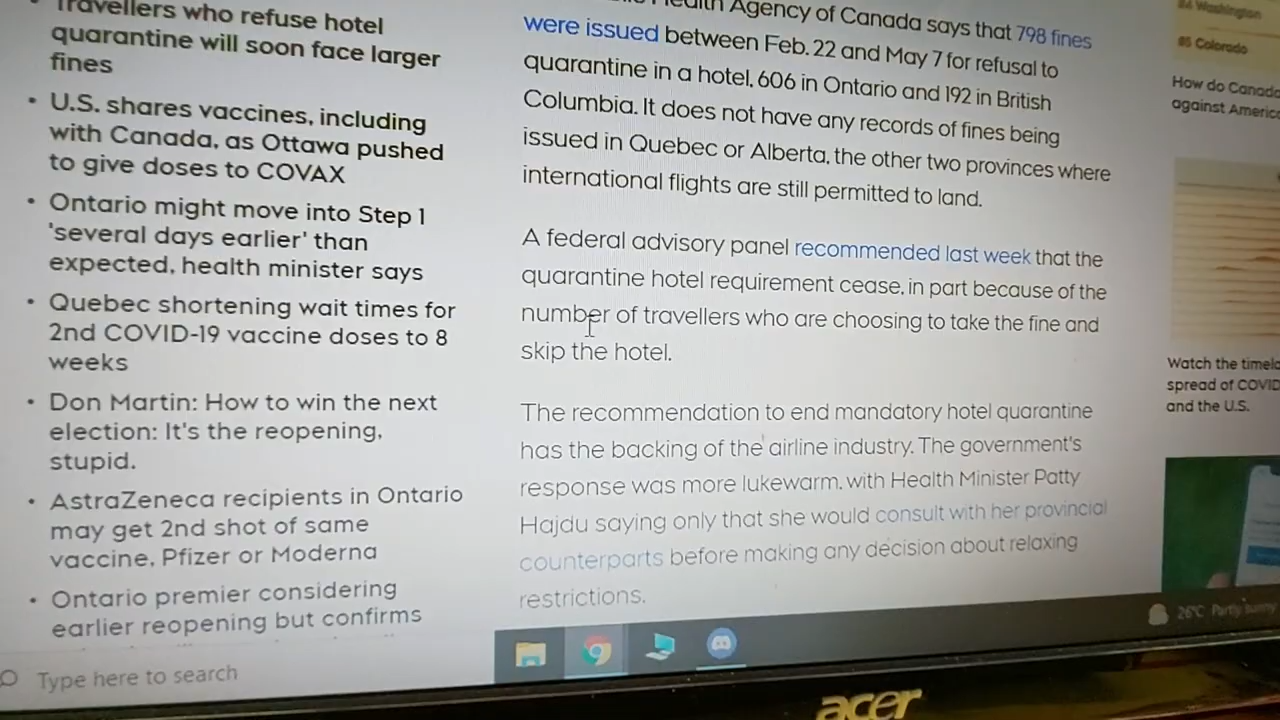 Travellers who refuse hotel
quarantine will soon face larger
fines
• U.S. shares vaccines, including
with Canada, as Ottawa pushed
to give doses to COVAX
• Ontario might move into Step 1
'several days earlier' than
expected, health minister says
• Quebec shortening wait times for
2nd COVID-19 vaccine doses to 8
weeks
• Don Martin: How to win the next
election: It's the reopening,
stupid.
• AstraZeneca recipients in Ontario
may get 2nd shot of same
vaccine, Pfizer or Moderna
• Ontario premier considering
earlier reopening but confirms
Health Agency of Canada says that 798 fines
were issued between Feb. 22 and May 7 for refusal to
quarantine in a hotel, 606 in Ontario and 192 in British
Columbia. It does not have any records of fines being
issued in Quebec or Alberta, the other two provinces where
international flights are still permitted to land.
A federal advisory panel recommended last week that the
quarantine hotel requirement cease, in part because of the
number of travellers who are choosing to take the fine and
skip the hotel.
The recommendation to end mandatory hotel quarantine
has the backing of the airline industry. The government's
response was more lukewarm, with Health Minister Patty
Hajdu saying only that she would consult with her provincial
counterparts before making any decision about relaxing
restrictions.
Washington
Colorado
How do Canada
against Americ
Watch the timela
spread of COVID
and the U.S.
Type here to search
26°C Partly sunny
acer